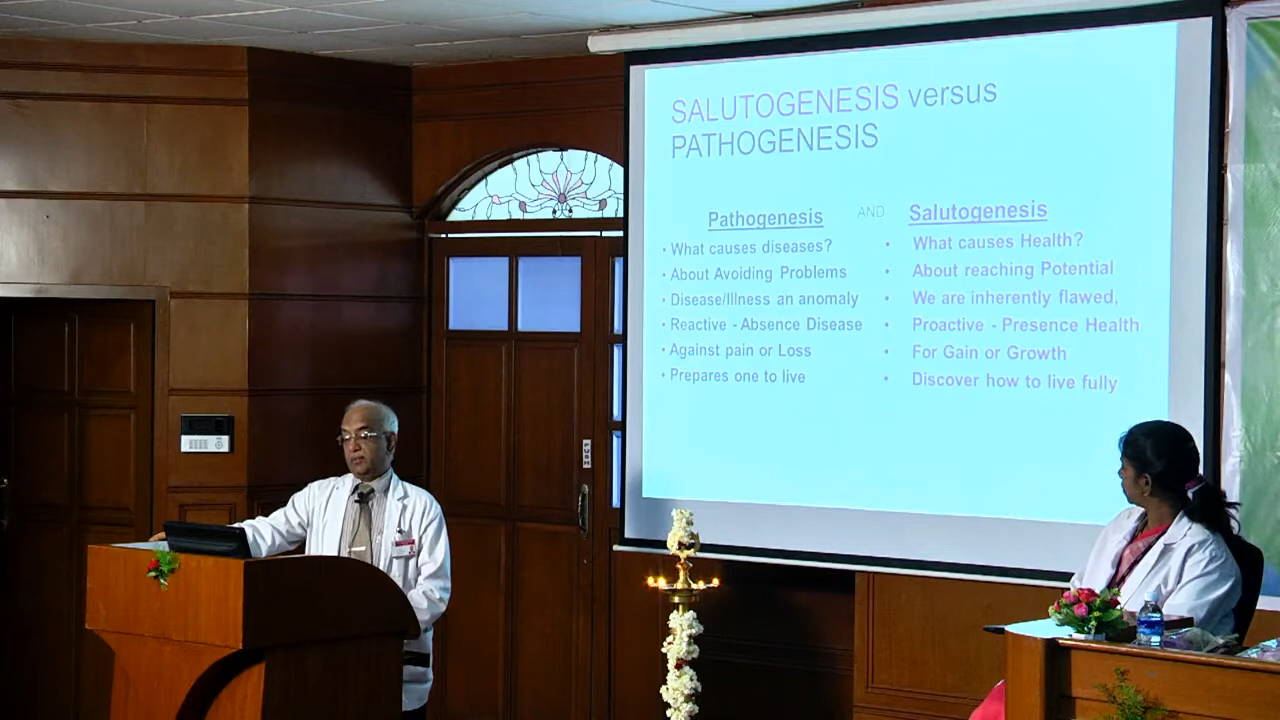 SALUTOGENESIS versus
PATHOGENESIS
Pathogenesis AND Salutogenesis
• What causes diseases? • What causes Health?
• About Avoiding Problems • About reaching Potential
• Disease/Illness an anomaly • We are inherently flawed,
• Reactive - Absence Disease • Proactive - Presence Health
• Against pain or Loss • For Gain or Growth
• Prepares one to live • Discover how to live fully
PUSH